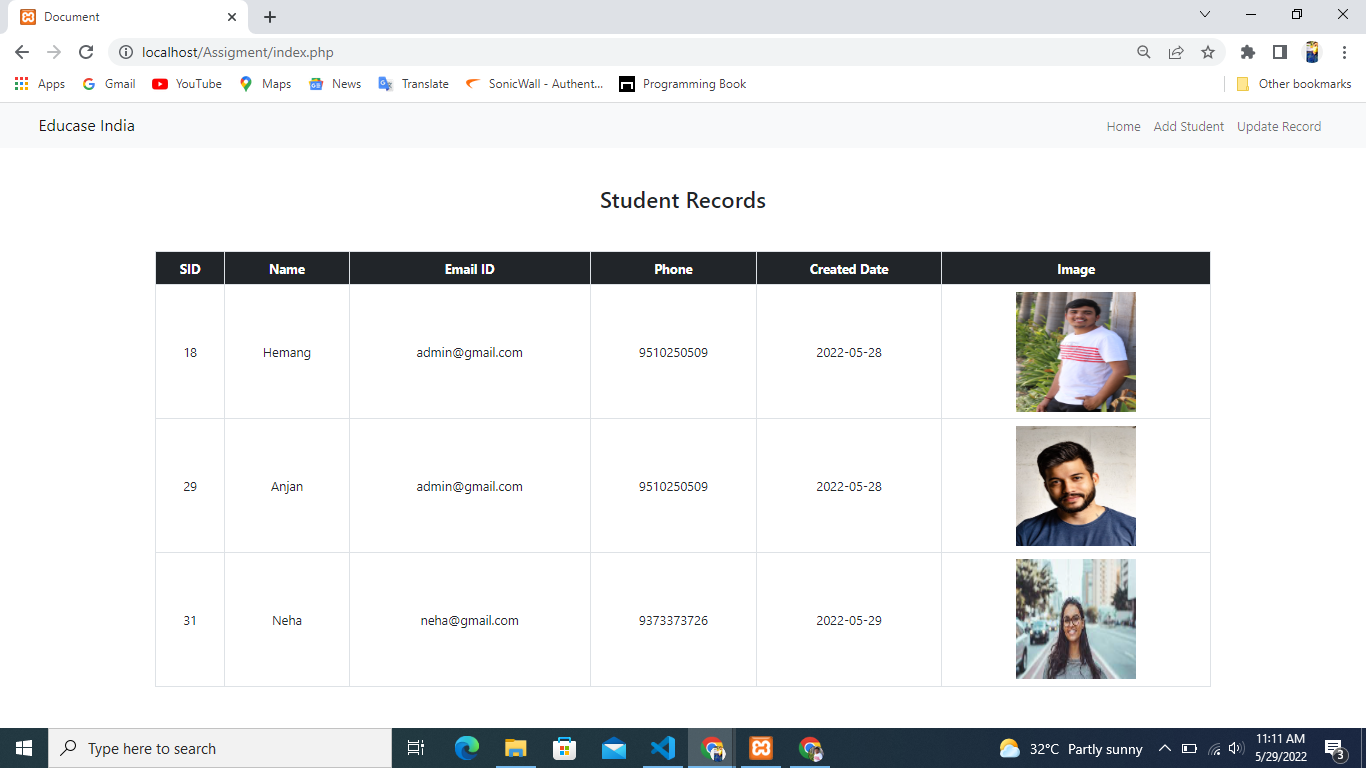 Document
localhost/Assigment/index.php
Apps Gmail YouTube Maps News Translate SonicWall - Authent... Programming Book Other bookmarks
Educase India Home Add Student Update Record
Student Records
SID Name Email ID Phone Created Date Image
18 Hemang admin@gmail.com 9510250509 2022-05-28
29 Anjan admin@gmail.com 9510250509 2022-05-28
31 Neha neha@gmail.com 9373373726 2022-05-29
Type here to search 32°C Partly sunny 11:11 AM
5/29/2022 3